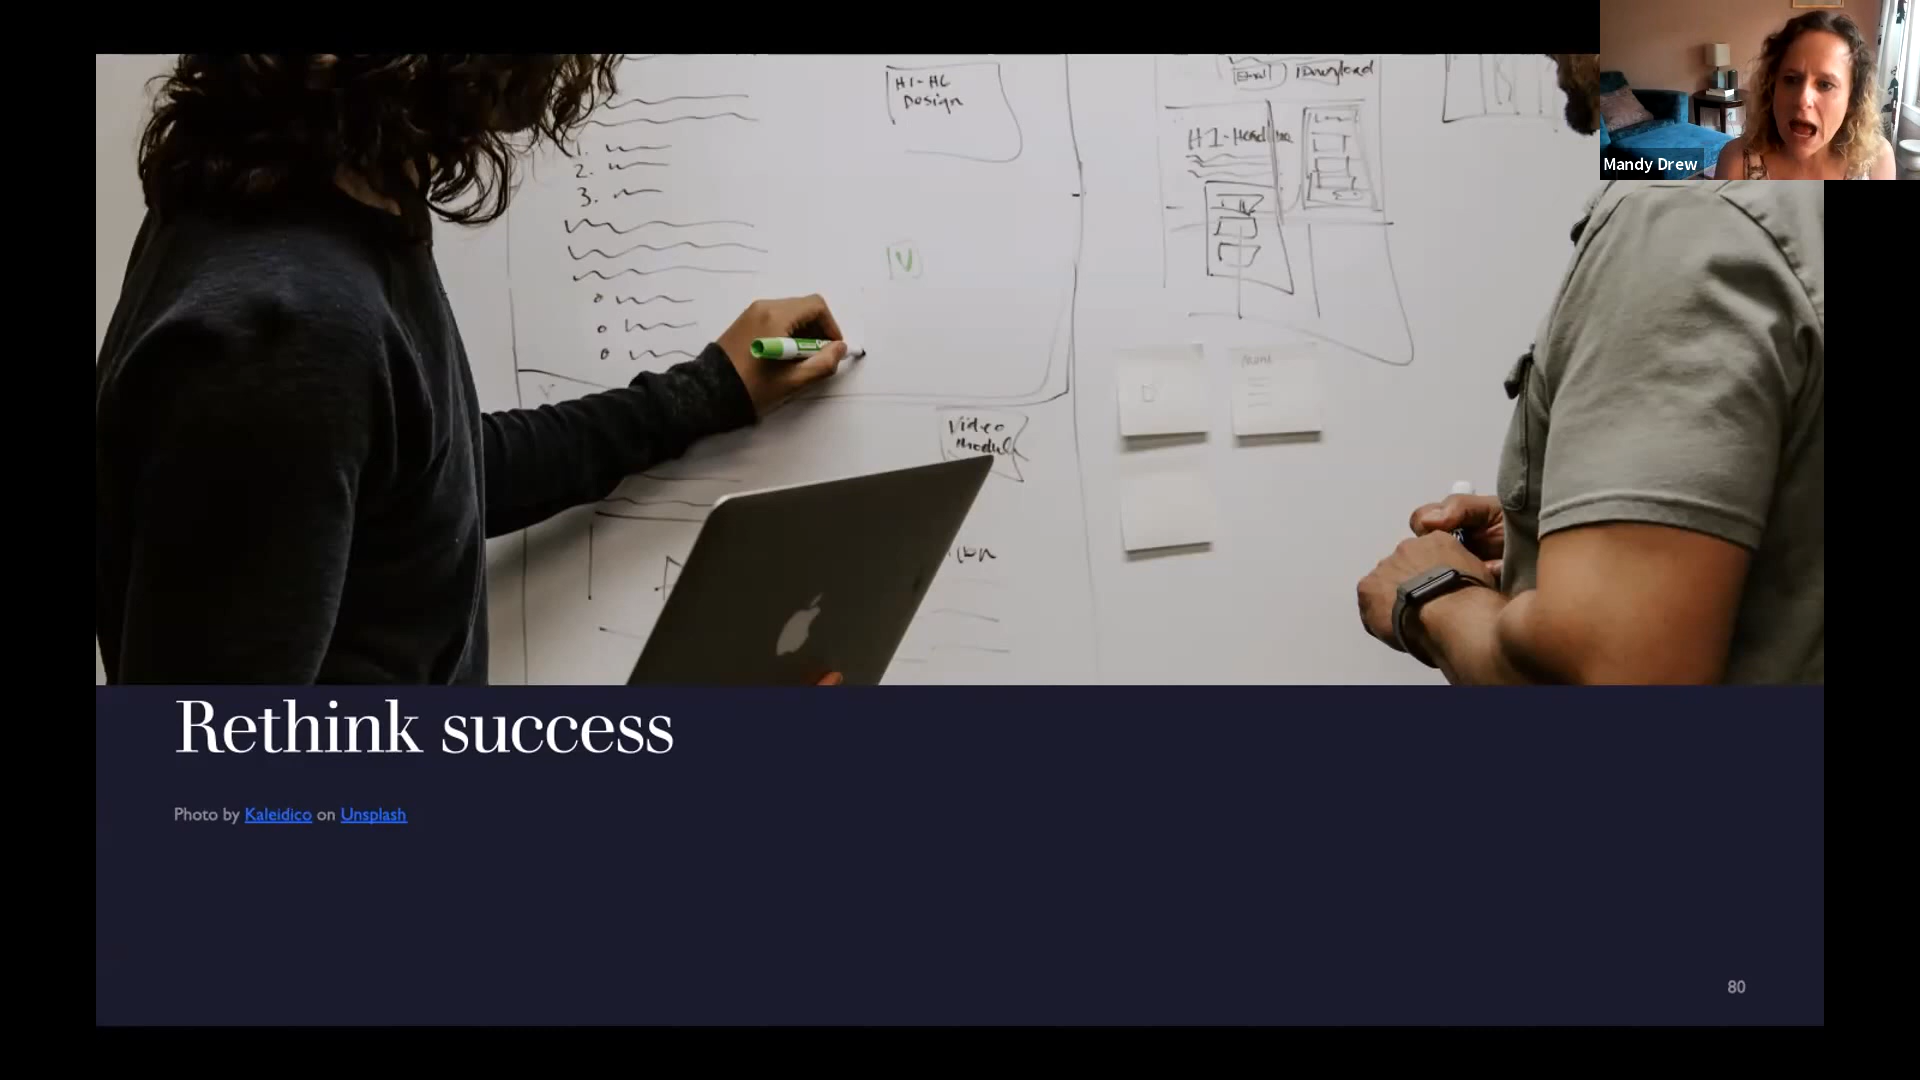 H1-H6
Design
Email
Download
H1-Headline
1.
2.
3.
V
Video
Module
Mandy Drew
Rethink success
Photo by Kaleidico on Unsplash
80